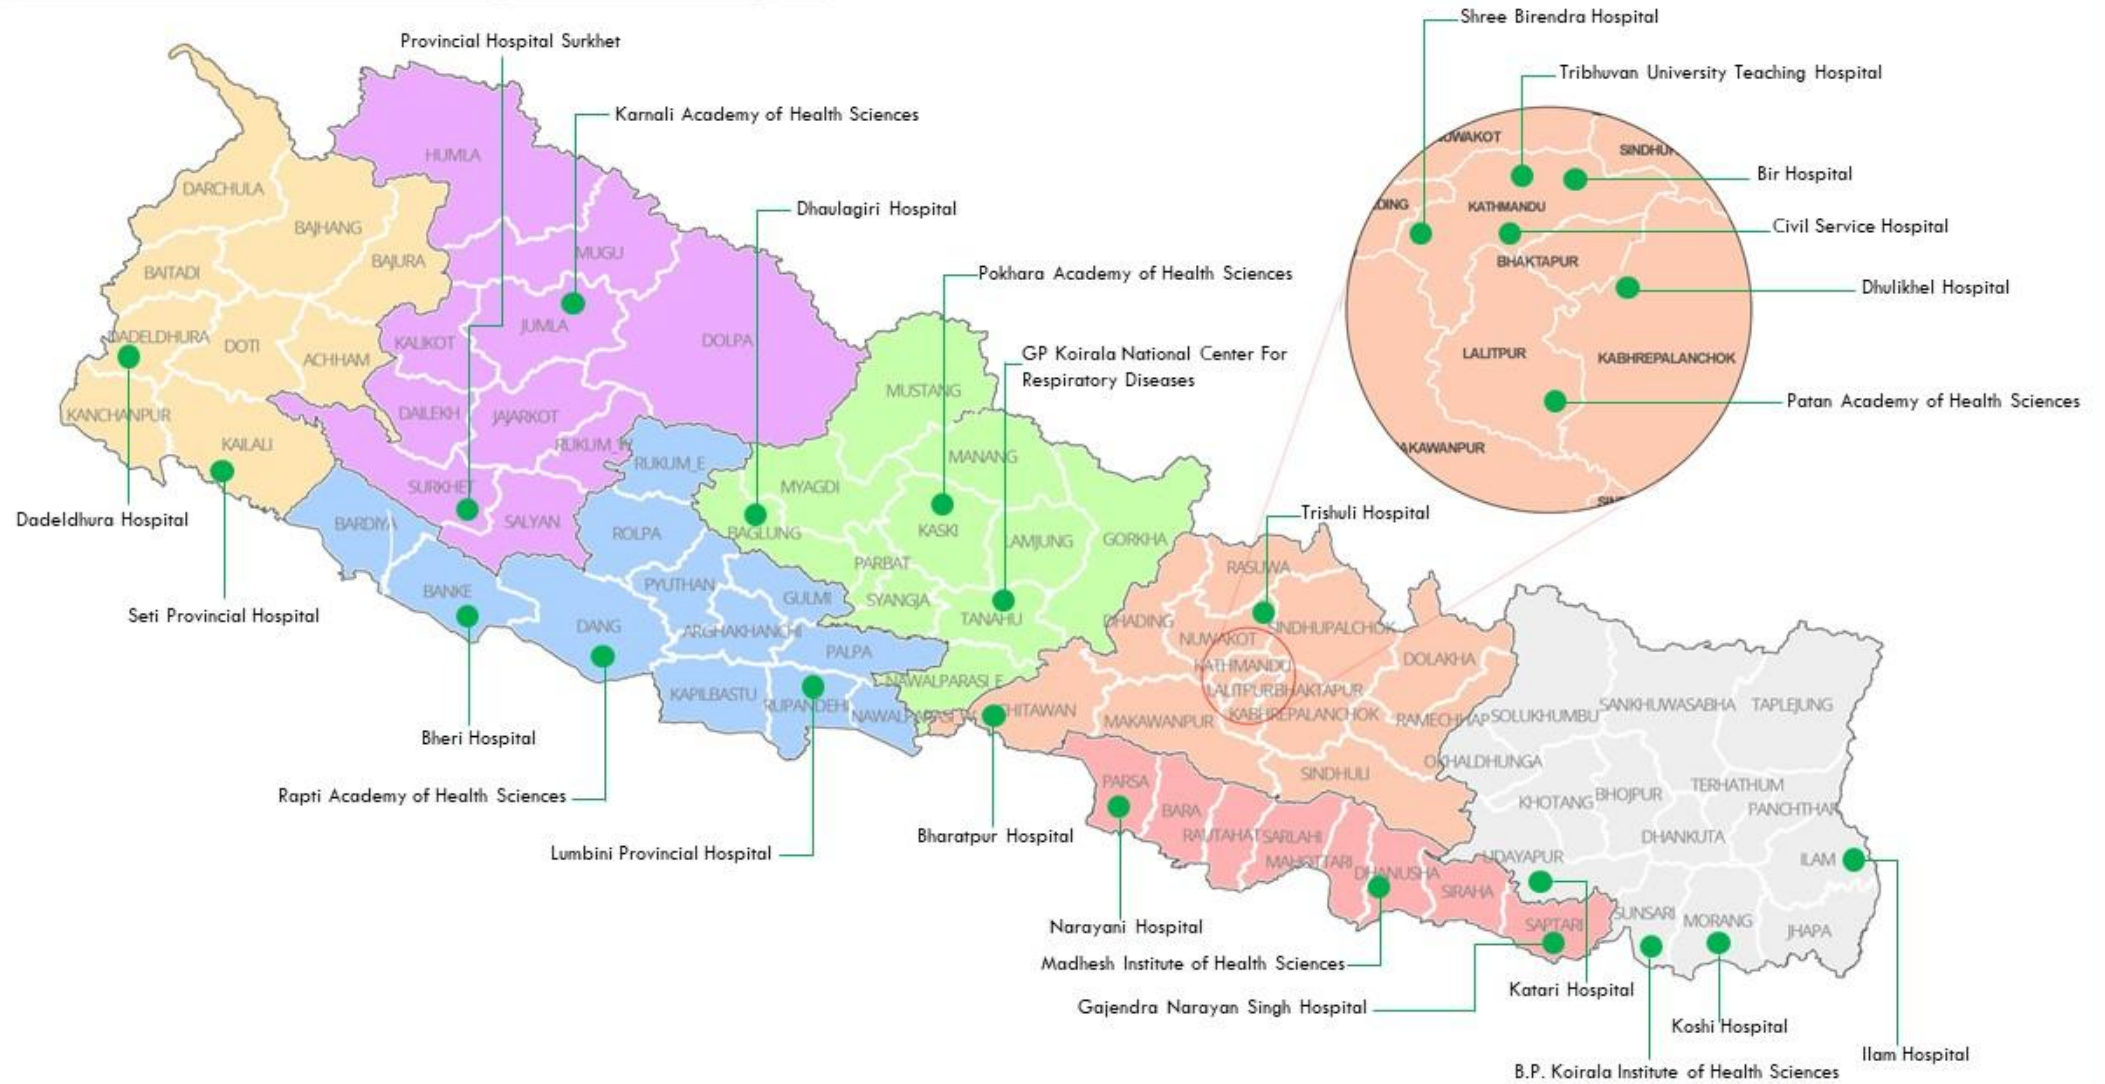 Provincial Hospital Surkhet
Karnali Academy of Health Sciences
Dhaulagiri Hospital
Pokhara Academy of Health Sciences
GP Koirala National Center For
Respiratory Diseases
Shree Birendra Hospital
Tribhuvan University Teaching Hospital
Bir Hospital
Civil Service Hospital
Dhulikhel Hospital
Patan Academy of Health Sciences
UWAKOT
SINDHU
DING
KATHMANDU
BHAKTAPUR
LALITPUR
KABHREPALANCHOK
AKAWANPUR
SIN
HUMLA
DARCHULA
BAJHANG
BAJURA
BAITADI
MUGU
DADELDHURA
DOTI
ACHHAM
KALIKOT
JUMLA
DOLPA
KANCHANPUR
KAILALI
DAILEKH
JAJARKOT
RUKUM_W
RUKUM_E
SURKHET
SALYAN
MUSTANG
MANANG
MYAGDI
BAGLUNG
KASKI
LAMJUNG
GORKHA
PARBAT
SYANGJA
TANAHU
NAWALPARASI_E
Dadeldhura Hospital
Seti Provincial Hospital
BARDIYA
BANKE
ROLPA
PYUTHAN
GULMI
DANG
ARGHAKHANCHI
PALPA
KAPILBASTU
RUPANDEHI
NAWALPARASI_W
Bheri Hospital
Rapti Academy of Health Sciences
Lumbini Provincial Hospital
Trishuli Hospital
RASUWA
DHADING
NUWAKOT
SINDHUPALCHOK
KATHMANDU
LALITPUR
BHAKTAPUR
KABHREPALANCHOK
DOLAKHA
RAMECHHAP
CHITAWAN
MAKAWANPUR
SINDHULI
Bharatpur Hospital
PARSA
BARA
RAUTAHAT
SARLAHI
MAHOTTARI
DHANUSHA
SIRAHA
SAPTARI
SOLUKHUMBU
SANKHUWASABHA
TAPLEJUNG
OKHALDHUNGA
KHOTANG
BHOJPUR
TERHATHUM
PANCHTHAR
DHANKUTA
UDAYAPUR
ILAM
SUNSARI
MORANG
JHAPA
Narayani Hospital
Madhesh Institute of Health Sciences
Gajendra Narayan Singh Hospital
Katari Hospital
Koshi Hospital
Ilam Hospital
B.P. Koirala Institute of Health Sciences